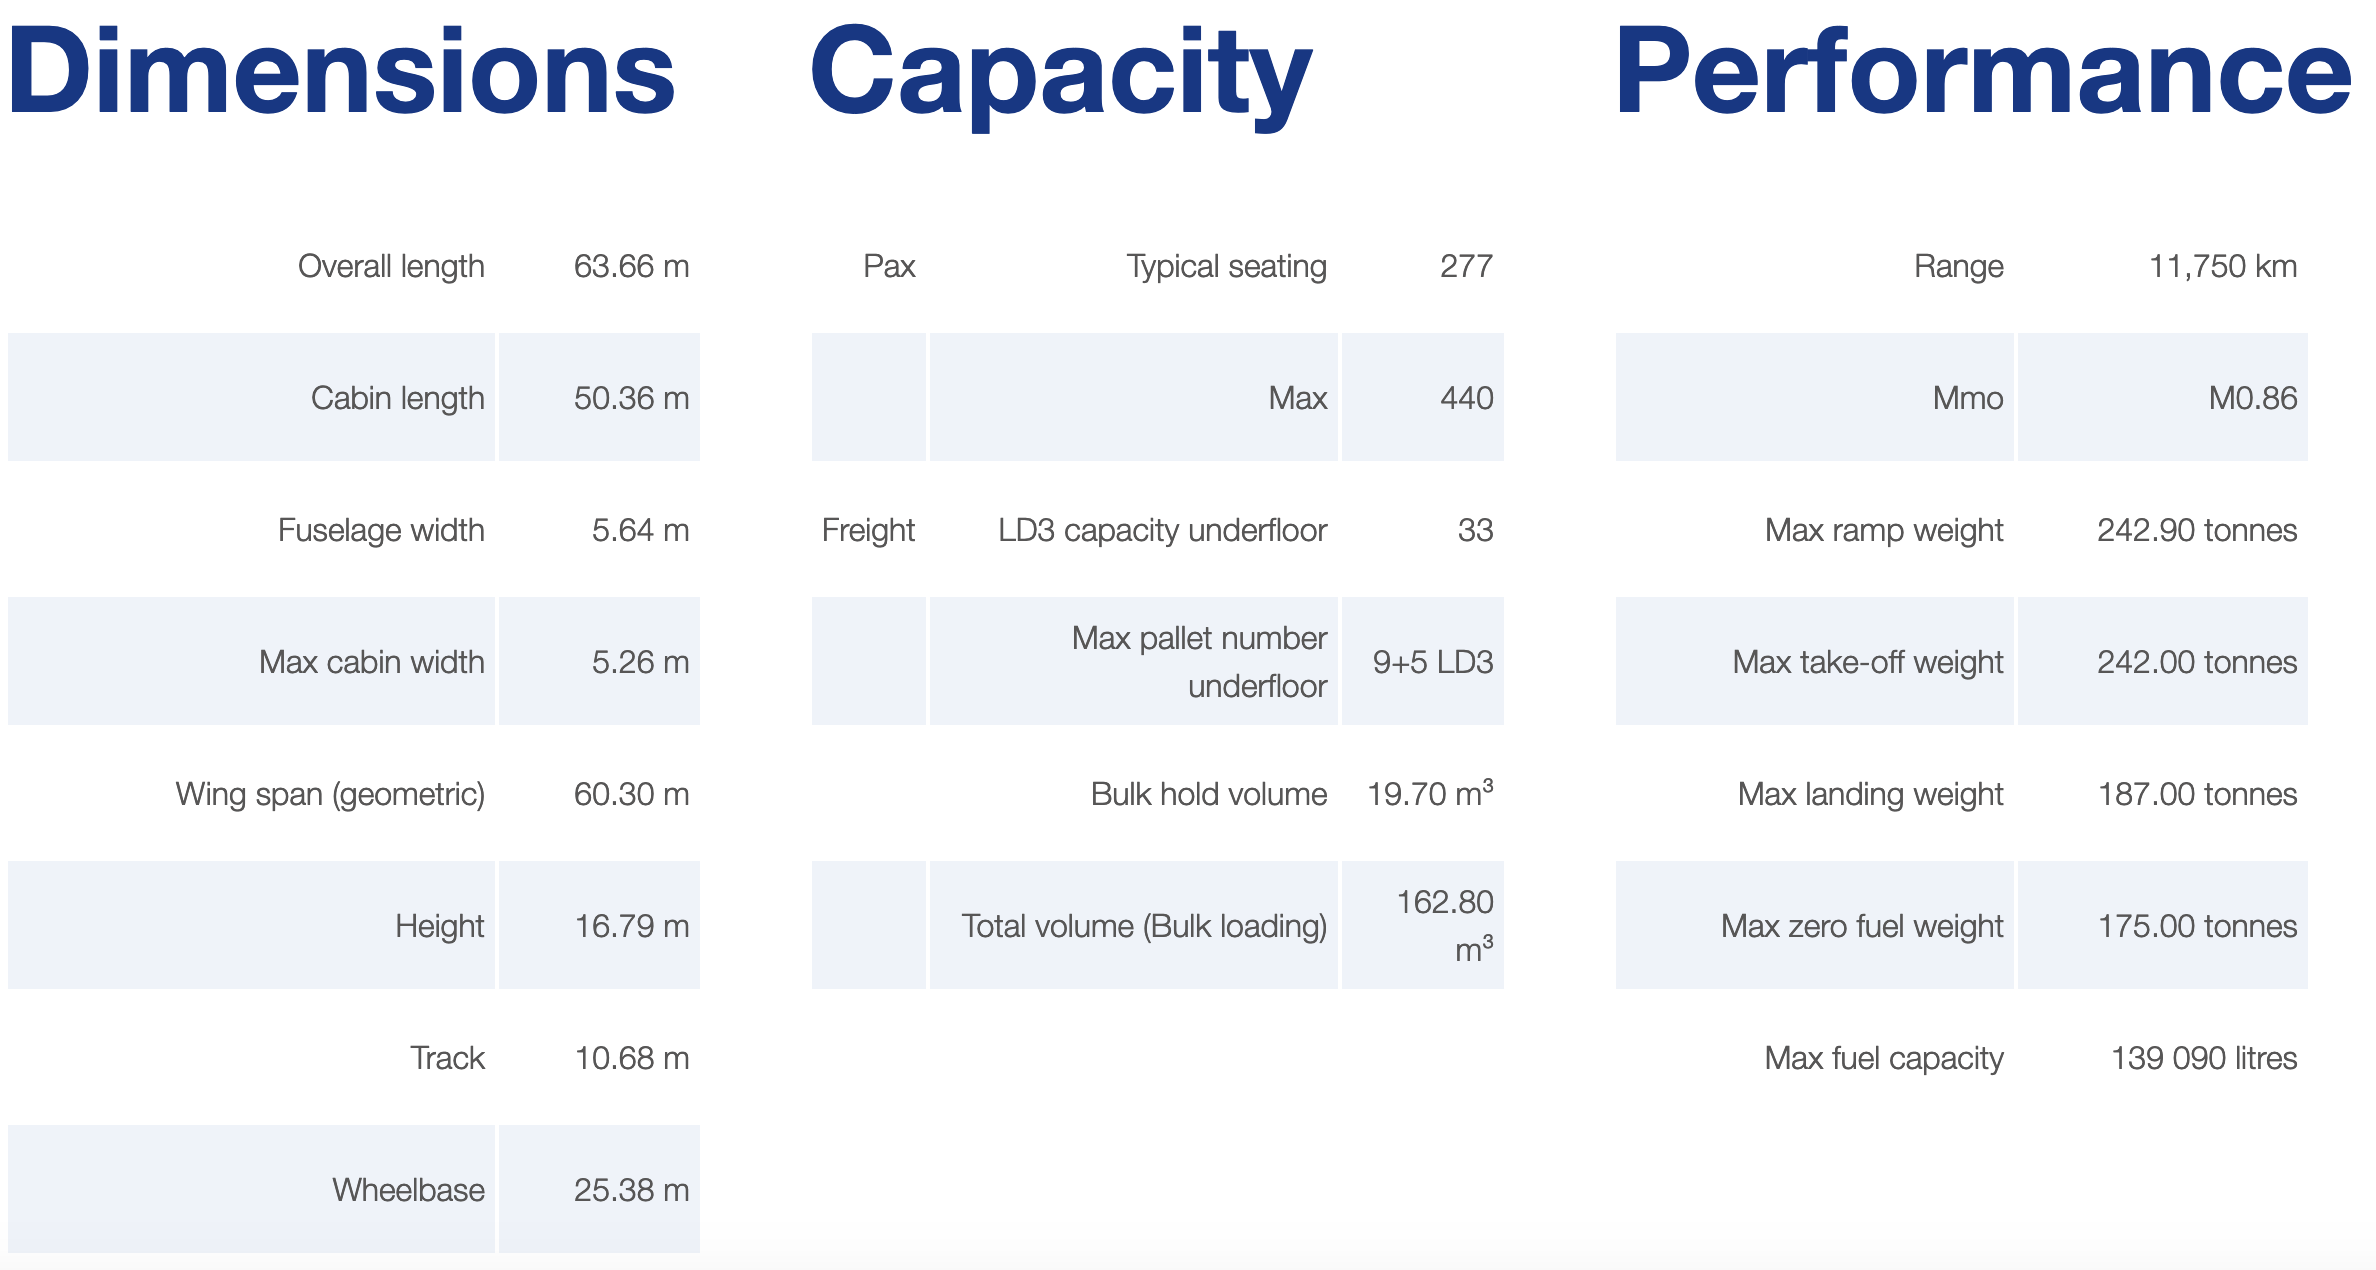 Dimensions
Overall length 63.66 m
Cabin length 50.36 m
Fuselage width 5.64 m
Max cabin width 5.26 m
Wing span (geometric) 60.30 m
Height 16.79 m
Track 10.68 m
Wheelbase 25.38 m
Capacity
Pax Typical seating 277
Max 440
Freight LD3 capacity underfloor 33
Max pallet number
underfloor
9+5 LD3
Bulk hold volume 19.70 m³
Total volume (Bulk loading)
162.80
m³
Performance
Range 11,750 km
Mmo M0.86
Max ramp weight 242.90 tonnes
Max take-off weight 242.00 tonnes
Max landing weight 187.00 tonnes
Max zero fuel weight 175.00 tonnes
Max fuel capacity 139 090 litres